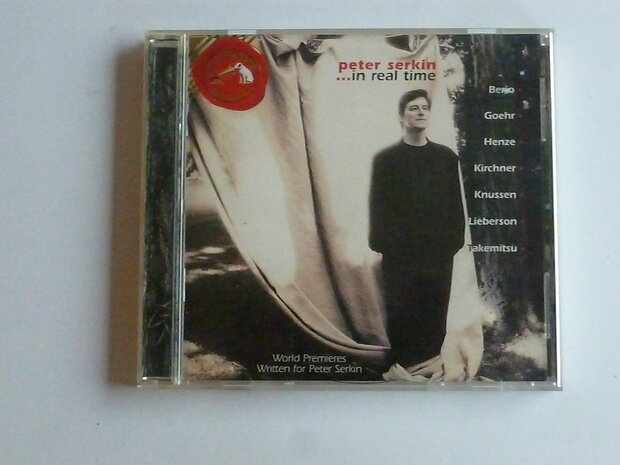 peter serkin
...in real time
Berio
Goehr
Henze
Kirchner
Knussen
Lieberson
Takemitsu
World Premieres
Written for Peter Serkin